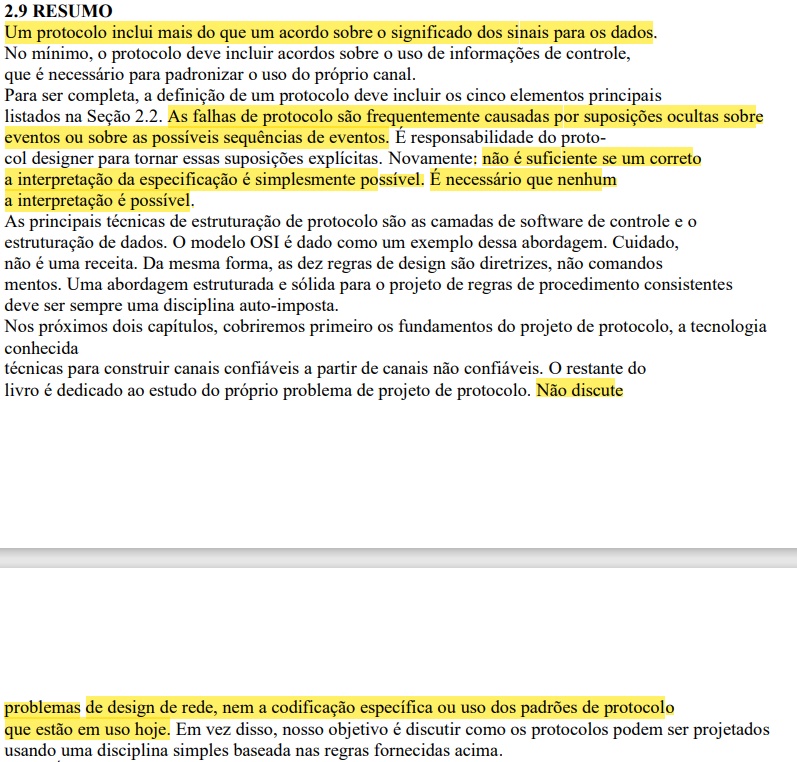 2.9 RESUMO
Um protocolo inclui mais do que um acordo sobre o significado dos sinais para os dados.
No mínimo, o protocolo deve incluir acordos sobre o uso de informações de controle,
que é necessário para padronizar o uso do próprio canal.
Para ser completa, a definição de um protocolo deve incluir os cinco elementos principais
listados na Seção 2.2. As falhas de protocolo são frequentemente causadas por suposições ocultas sobre
eventos ou sobre as possíveis sequências de eventos. É responsabilidade do proto-
col designer para tornar essas suposições explícitas. Novamente: não é suficiente se um correto
a interpretação da especificação é simplesmente possível. É necessário que nenhum
a interpretação é possível.
As principais técnicas de estruturação de protocolo são as camadas de software de controle e o
estruturação de dados. O modelo OSI é dado como um exemplo dessa abordagem. Cuidado,
não é uma receita. Da mesma forma, as dez regras de design são diretrizes, não comandos
mentos. Uma abordagem estruturada e sólida para o projeto de regras de procedimento consistentes
deve ser sempre uma disciplina auto-imposta.
Nos próximos dois capítulos, cobriremos primeiro os fundamentos do projeto de protocolo, a tecnologia
conhecida
técnicas para construir canais confiáveis a partir de canais não confiáveis. O restante do
livro é dedicado ao estudo do próprio problema de projeto de protocolo. Não discute
problemas de design de rede, nem a codificação específica ou uso dos padrões de protocolo
que estão em uso hoje. Em vez disso, nosso objetivo é discutir como os protocolos podem ser projetados
usando uma disciplina simples baseada nas regras fornecidas acima.